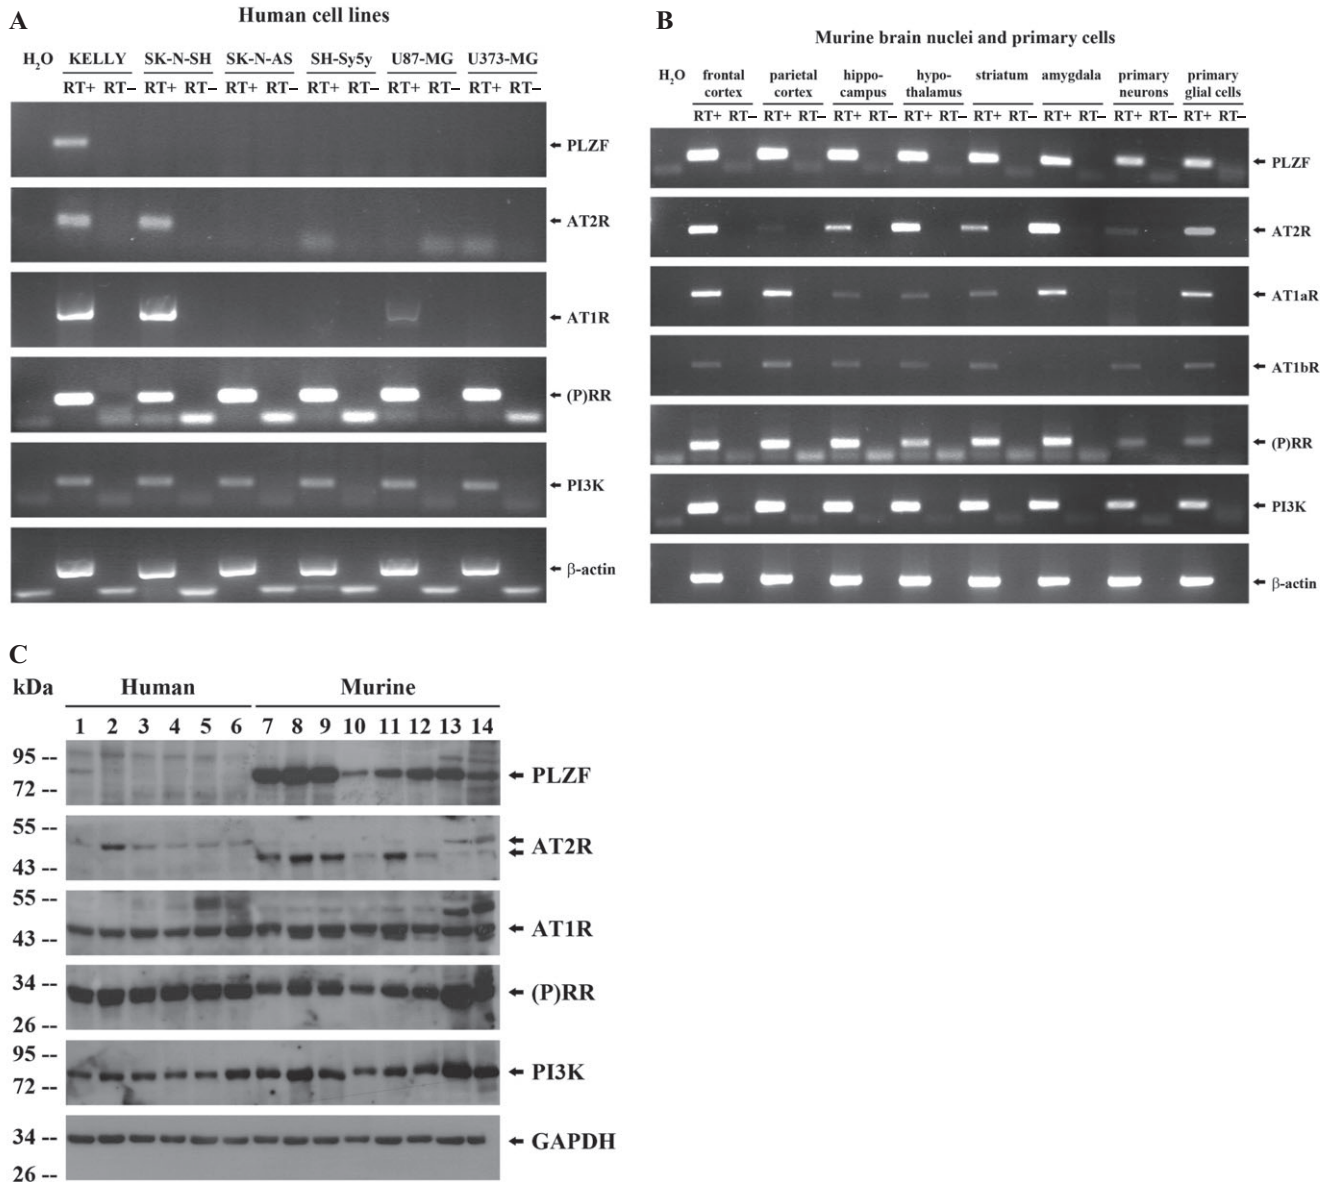 A
Human cell lines
H2O KELLY SK-N-SH SK-N-AS SH-Sy5y U87-MG U373-MG
RT+ RT– RT+ RT– RT+ RT– RT+ RT– RT+ RT– RT+ RT–
PLZF
AT2R
AT1R
(P)RR
PI3K
β-actin
B
Murine brain nuclei and primary cells
H2O frontal cortex parietal cortex hippo-campus hypo-thalamus striatum amygdala primary neurons primary glial cells
RT+ RT– RT+ RT– RT+ RT– RT+ RT– RT+ RT– RT+ RT– RT+ RT– RT+ RT–
PLZF
AT2R
AT1aR
AT1bR
(P)RR
PI3K
β-actin
C
kDa Human Murine
1 2 3 4 5 6 7 8 9 10 11 12 13 14
95 --
72 --
PLZF
55 --
43 --
AT2R
55 --
43 --
AT1R
34 --
26 --
(P)RR
95 --
72 --
PI3K
34 --
26 --
GAPDH